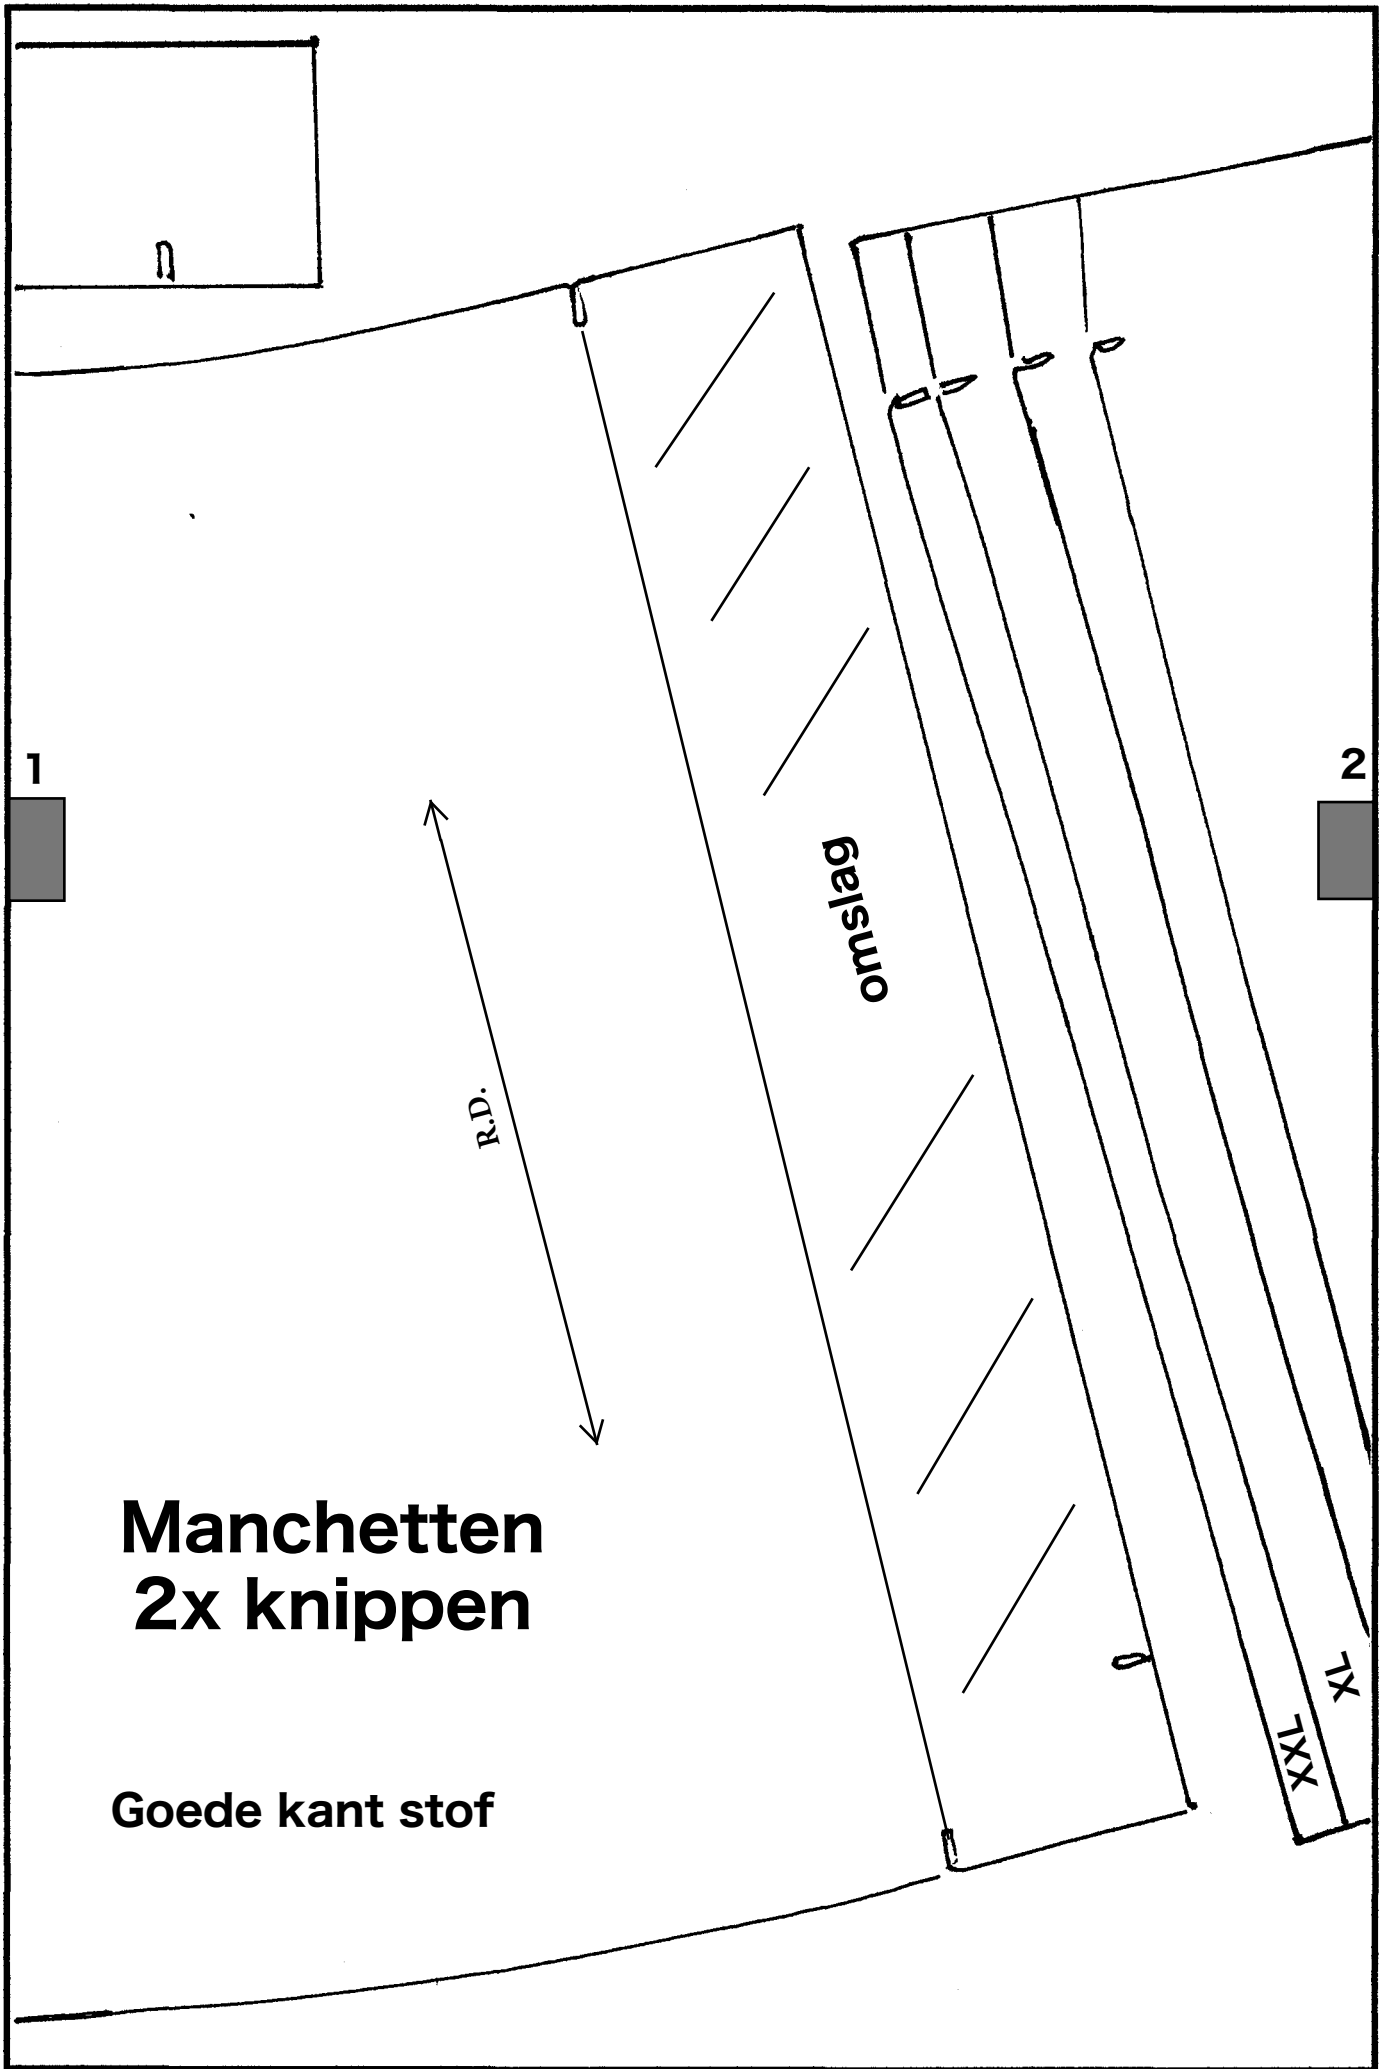 1
2
omslag
R.D.
Manchetten
2x knippen
XL
XXL
Goede kant stof